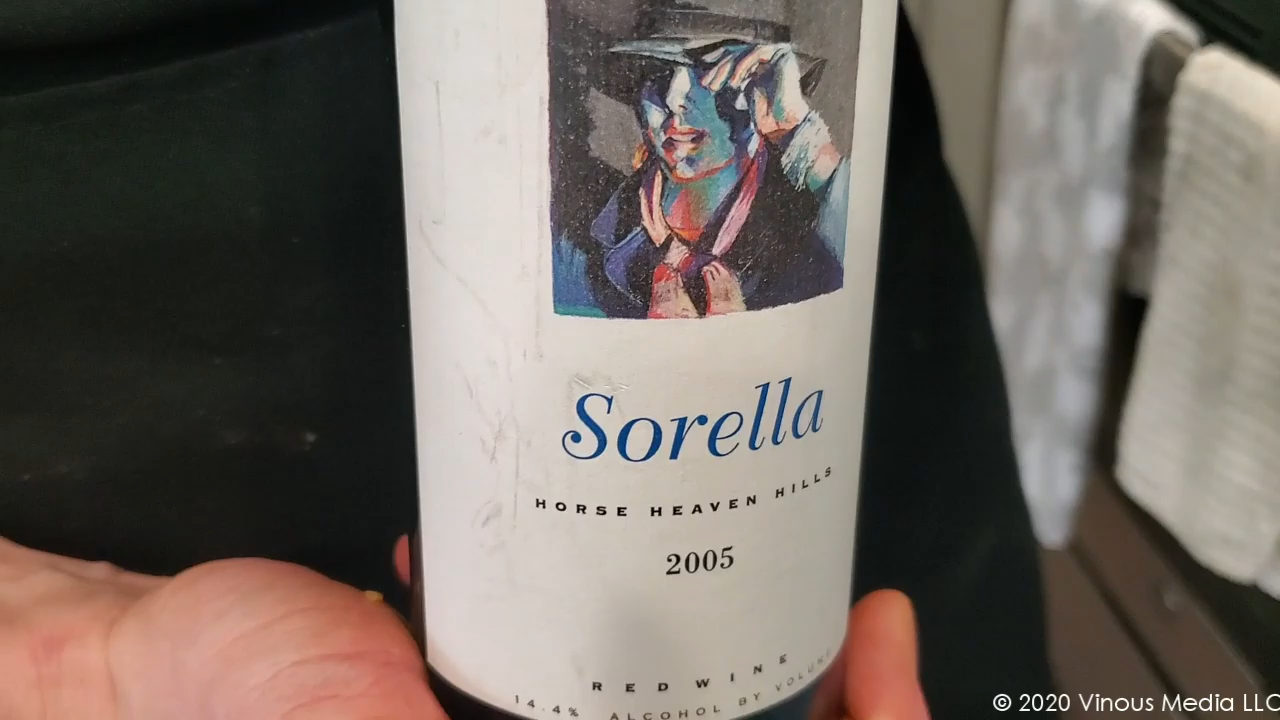 Sorella
HORSE HEAVEN HILLS
2005
RED WINE
14.4% ALCOHOL BY VOLUME
© 2020 Vinous Media LLC